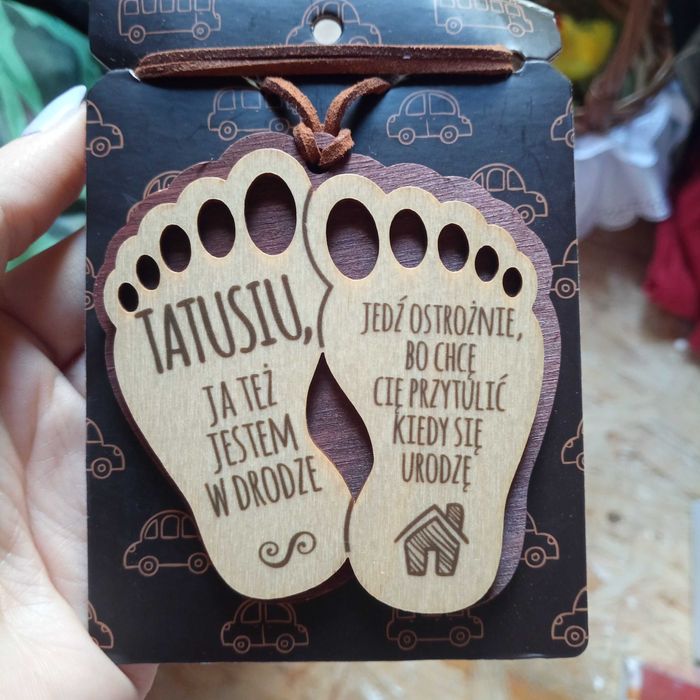 TATUSIU,
JA TEŻ
JESTEM
W DRODZE
JEDŹ OSTROŻNIE,
BO CHCĘ
CIĘ PRZYTULIĆ
KIEDY SIĘ
URODZĘ